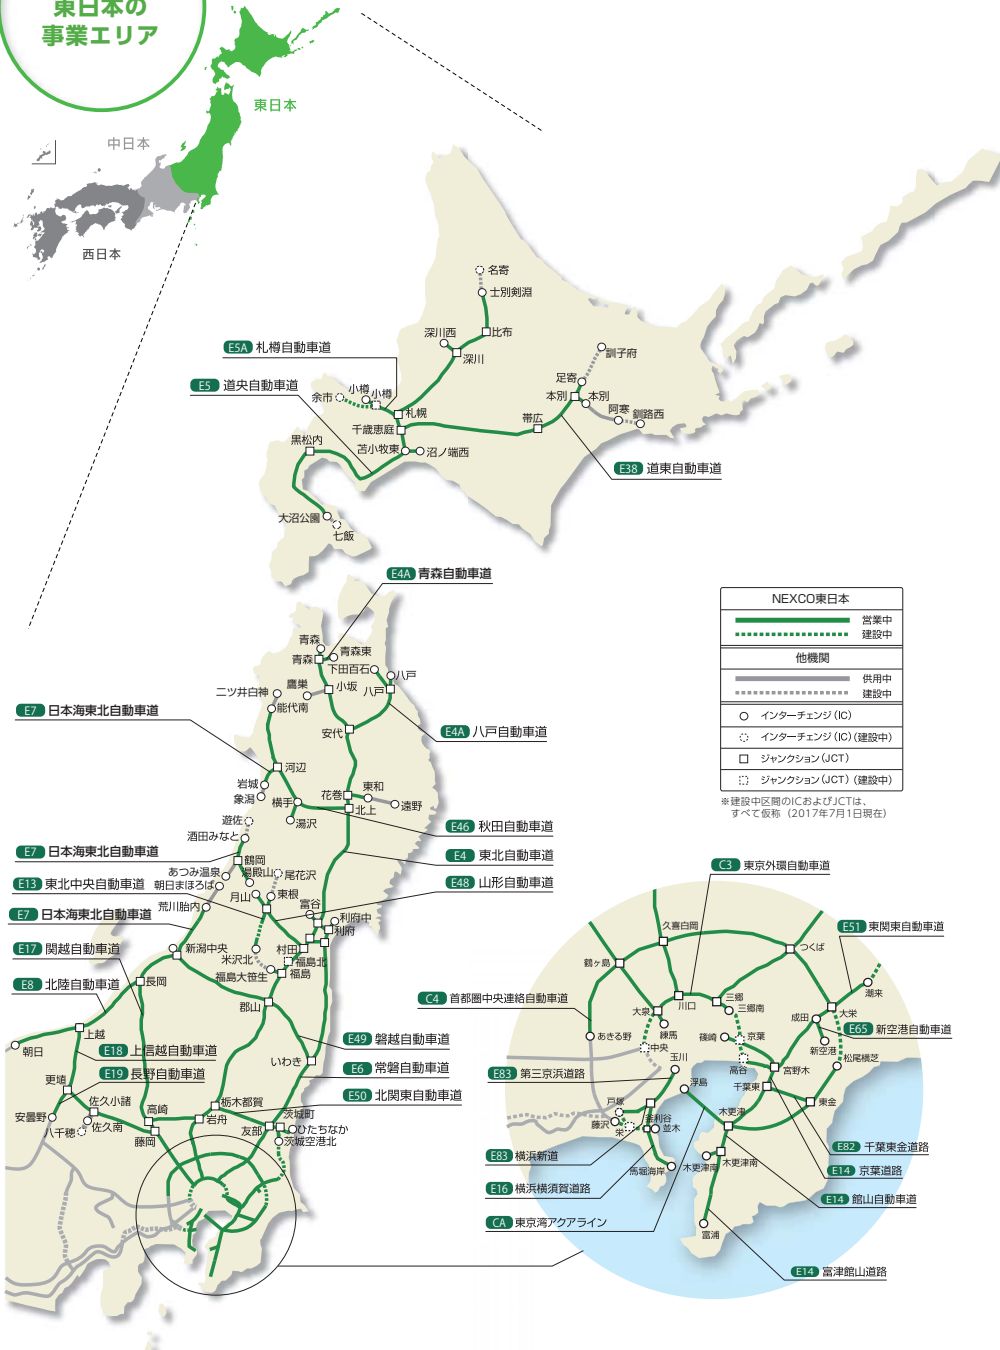 東日本の
事業エリア
東日本
中日本
西日本
名寄
士別剣淵
深川西
比布
深川
E5A 札樽自動車道
訓子府
足寄
E5 道央自動車道
小樽
小樽
余市
本別
本別
札幌
阿寒
釧路西
帯広
千歳恵庭
黒松内
苫小牧東
沼ノ端西
E38 道東自動車道
大沼公園
七飯
E4A 青森自動車道
NEXCO東日本
営業中
建設中
他機関
供用中
建設中
インターチェンジ(IC)
インターチェンジ(IC)(建設中)
ジャンクション(JCT)
ジャンクション(JCT)(建設中)
※建設中区間のICおよびJCTは、
すべて仮称(2017年7月1日現在)
青森
青森東
青森
下田百石
八戸
鷹巣
小坂
八戸
二ツ井白神
能代南
E7 日本海東北自動車道
安代
E4A 八戸自動車道
河辺
岩城
象潟
東和
花巻
横手
遠野
北上
遊佐
湯沢
E46 秋田自動車道
酒田みなと
E7 日本海東北自動車道
鶴岡
E4 東北自動車道
あつみ温泉
湯殿山
尾花沢
E13 東北中央自動車道
朝日まほろば
E48 山形自動車道
月山
東根
荒川胎内
富谷
E7 日本海東北自動車道
利府中
利府
E17 関越自動車道
新潟中央
村田
米沢北
福島北
福島大笹生
福島
E8 北陸自動車道
長岡
郡山
上越
朝日
E49 磐越自動車道
E18 上信越自動車道
いわき
E6 常磐自動車道
E19 長野自動車道
更埴
E50 北関東自動車道
佐久小諸
栃木都賀
高崎
安曇野
岩舟
茨城町
八千穂
佐久南
友部
ひたちなか
藤岡
茨城空港北
C3 東京外環自動車道
久喜白岡
E51 東関東自動車道
つくば
鶴ヶ島
C4 首都圏中央連絡自動車道
川口
三郷
三郷南
潮来
大泉
大栄
成田
E65 新空港自動車道
あきる野
練馬
篠崎
京葉
新空港
中央
松尾横芝
玉川
高谷
宮野木
E83 第三京浜道路
浮島
千葉東
東金
戸塚
木更津
藤沢
栄
釜利谷
並木
E82 千葉東金道路
E83 横浜新道
馬堀海岸
木更津南
木更津南
E14 京葉道路
E16 横浜横須賀道路
E14 館山自動車道
CA 東京湾アクアライン
富浦
E14 富津館山道路